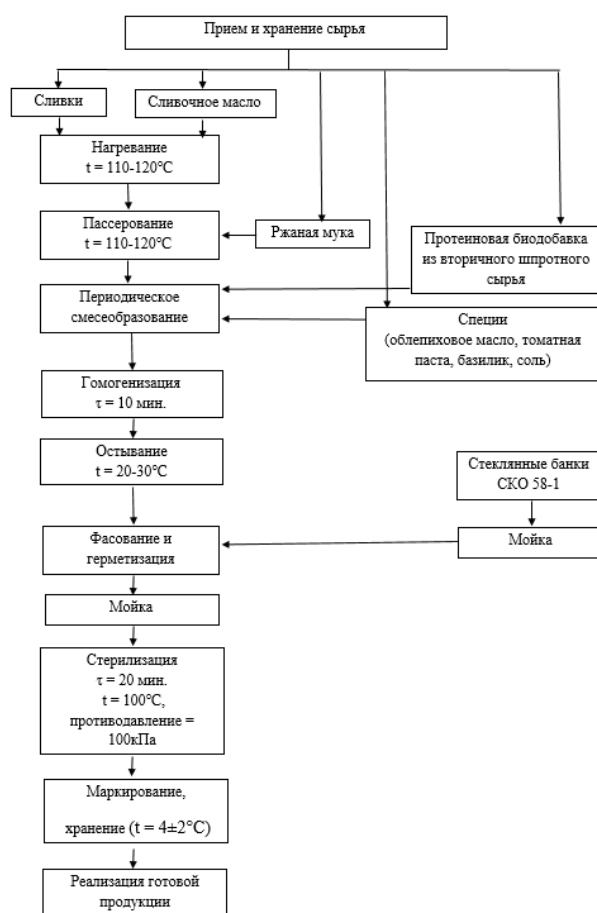 Прием и хранение сырья
Сливки
Сливочное масло
Нагревание
t = 110-120°С
Пассерование
t = 110-120°С
Ржаная мука
Протеиновая биодобавка
из вторичного шпротного
сырья
Периодическое
смесеобразование
Специи
(облепиховое масло, томатная
паста, базилик, соль)
Гомогенизация
τ = 10 мин.
Остывание
t = 20-30°С
Стеклянные банки
СКО 58-1
Фасование и
герметизация
Мойка
Мойка
Стерилизация
τ = 20 мин.
t = 100°С,
противодавление =
100кПа
Маркирование,
хранение (t = 4±2°С)
Реализация готовой
продукции